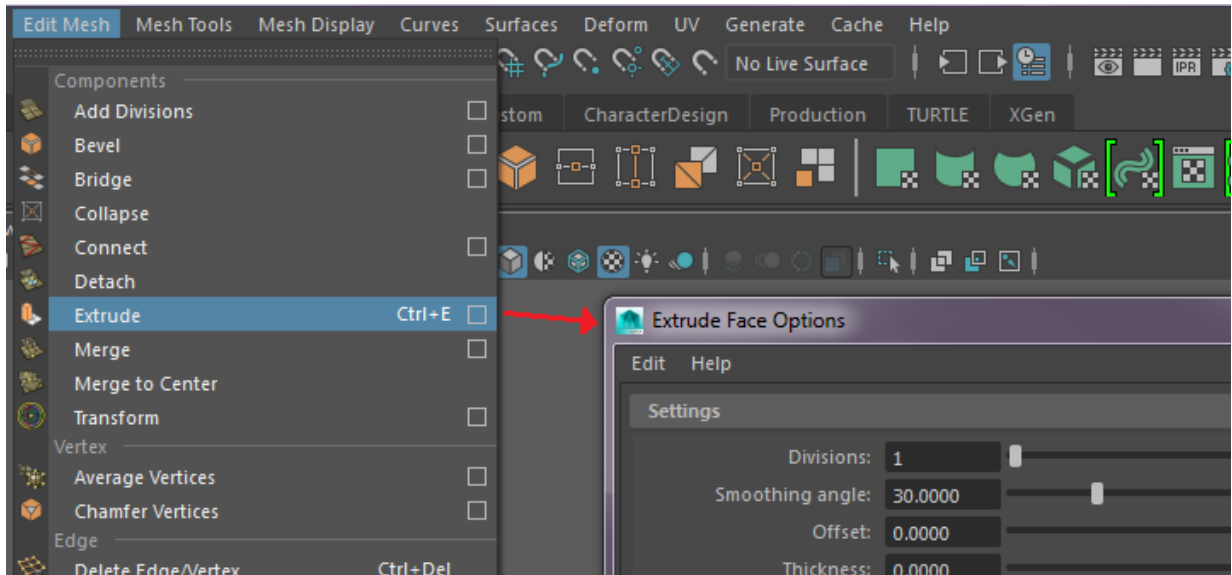 Edit Mesh Mesh Tools Mesh Display Curves Surfaces Deform UV Generate Cache Help
No Live Surface
IPR
Components
Add Divisions
stom CharacterDesign Production TURTLE XGen
Bevel
Bridge
Collapse
Connect
Detach
Extrude Ctrl+E
Extrude Face Options
Merge
Edit Help
Merge to Center
Transform
Settings
Vertex
Divisions: 1
Average Vertices
Smoothing angle: 30.0000
Chamfer Vertices
Offset: 0.0000
Edge
Delete Edge/Vertex Ctrl+Del
Thickness: 0.0000